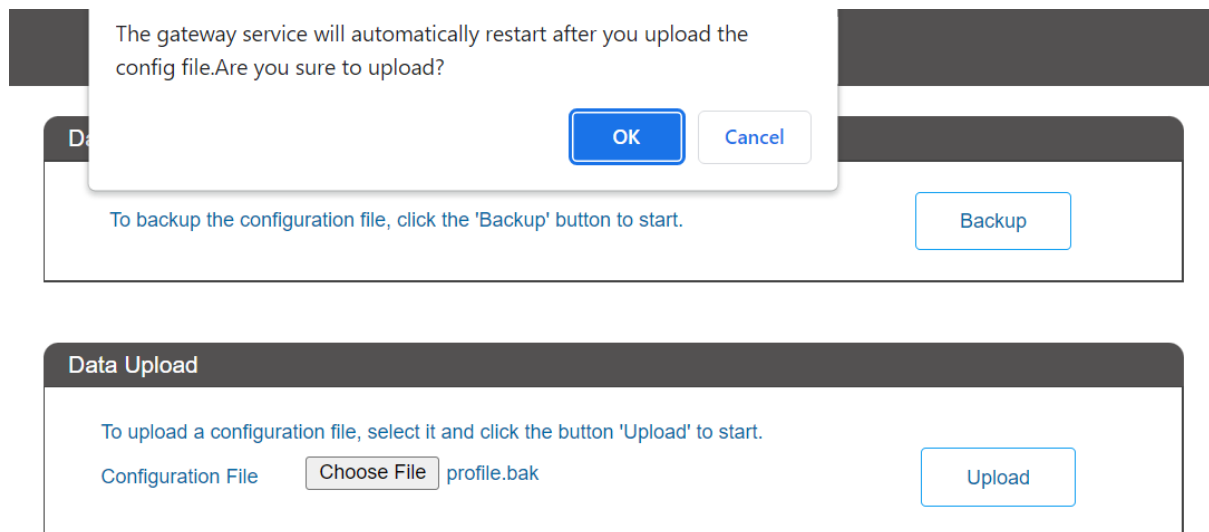 The gateway service will automatically restart after you upload the
config file.Are you sure to upload?
OK
Cancel
To backup the configuration file, click the 'Backup' button to start.
Backup
Data Upload
To upload a configuration file, select it and click the button 'Upload' to start.
Configuration File
Choose File
profile.bak
Upload